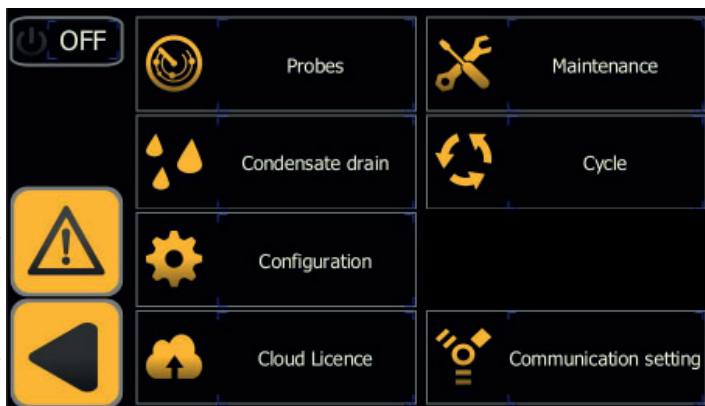 OFF
Probes
Maintenance
Condensate drain
Cycle
Configuration
Cloud Licence
Communication setting